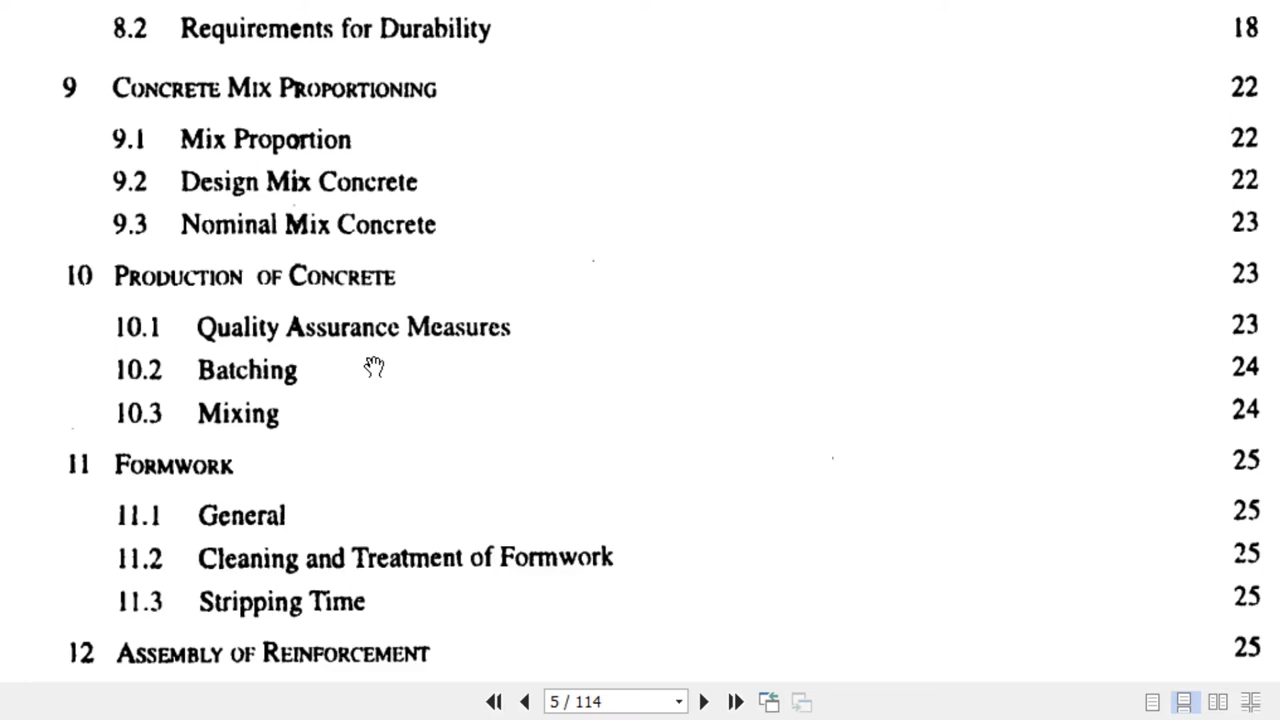 8.2 Requirements for Durability 18
9 CONCRETE MIX PROPORTIONING 22
9.1 Mix Proportion 22
9.2 Design Mix Concrete 22
9.3 Nominal Mix Concrete 23
10 PRODUCTION OF CONCRETE 23
10.1 Quality Assurance Measures 23
10.2 Batching 24
10.3 Mixing 24
11 FORMWORK 25
11.1 General 25
11.2 Cleaning and Treatment of Formwork 25
11.3 Stripping Time 25
12 ASSEMBLY OF REINFORCEMENT 25
5 / 114